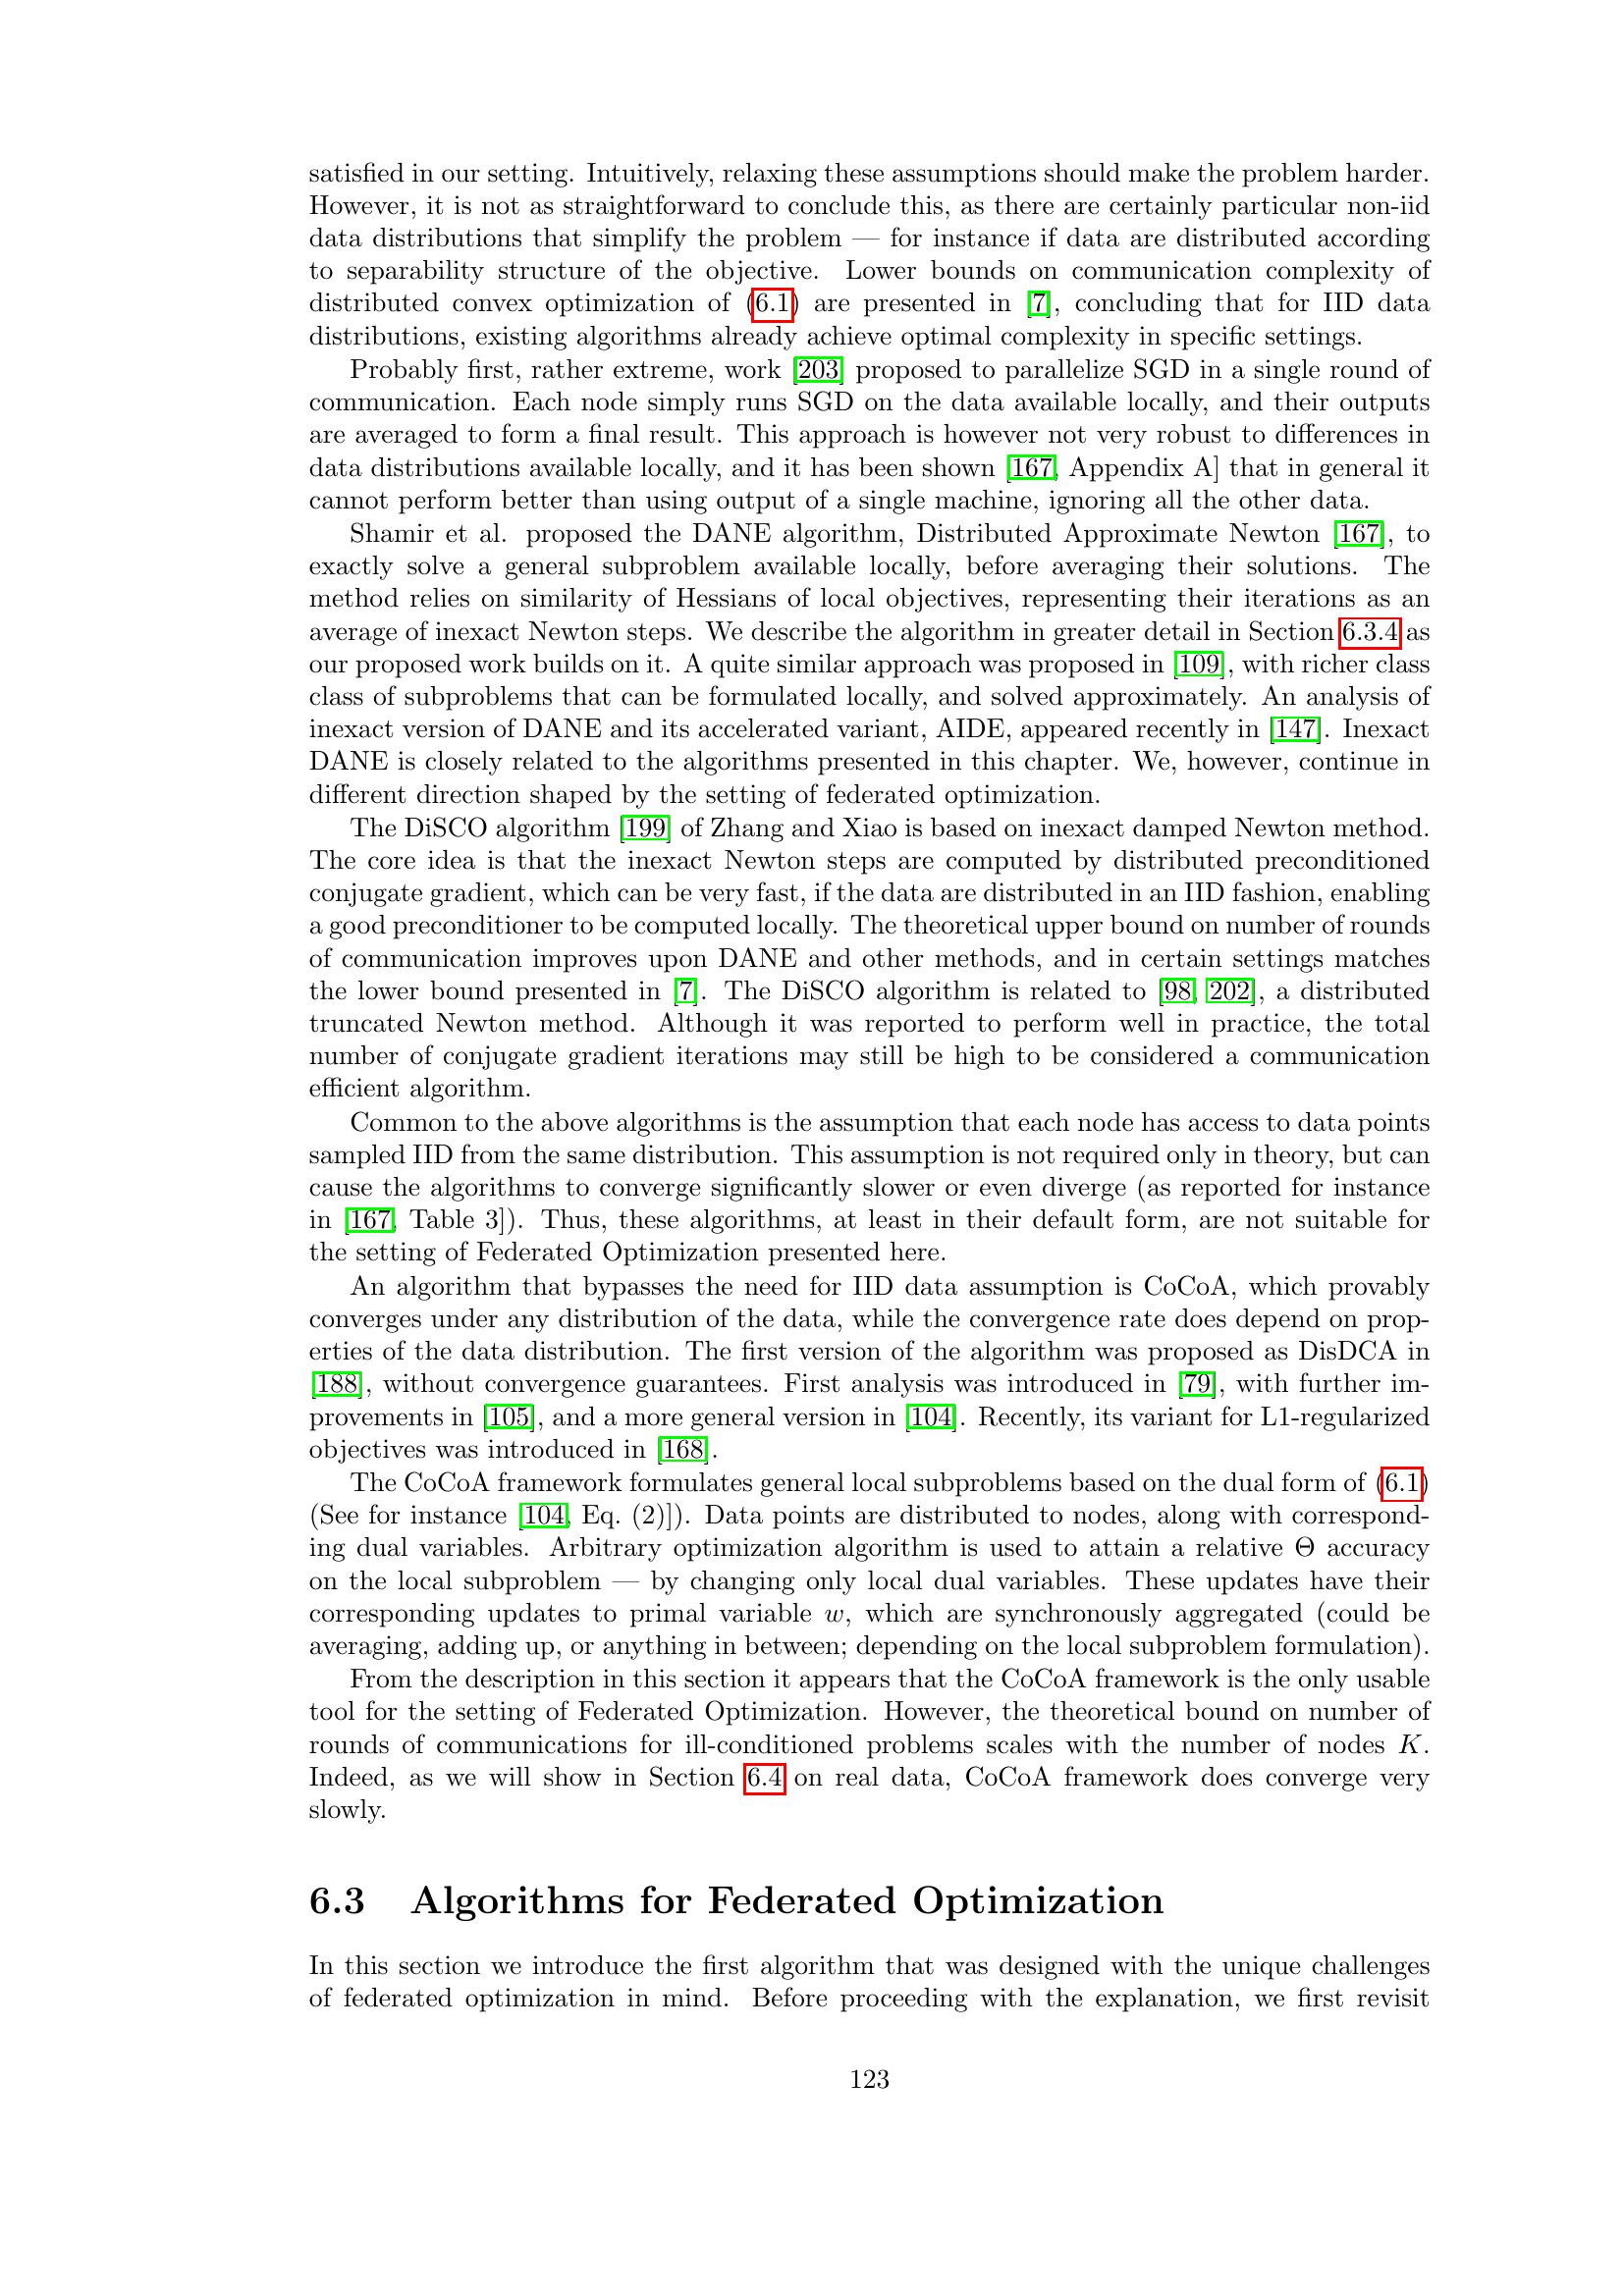 satisfied in our setting. Intuitively, relaxing these assumptions should make the problem harder.
However, it is not as straightforward to conclude this, as there are certainly particular non-iid
data distributions that simplify the problem — for instance if data are distributed according
to separability structure of the objective. Lower bounds on communication complexity of
distributed convex optimization of (6.1) are presented in [7], concluding that for IID data
distributions, existing algorithms already achieve optimal complexity in specific settings.
Probably first, rather extreme, work [203] proposed to parallelize SGD in a single round of
communication. Each node simply runs SGD on the data available locally, and their outputs
are averaged to form a final result. This approach is however not very robust to differences in
data distributions available locally, and it has been shown [167, Appendix A] that in general it
cannot perform better than using output of a single machine, ignoring all the other data.
Shamir et al. proposed the DANE algorithm, Distributed Approximate Newton [167], to
exactly solve a general subproblem available locally, before averaging their solutions. The
method relies on similarity of Hessians of local objectives, representing their iterations as an
average of inexact Newton steps. We describe the algorithm in greater detail in Section 6.3.4 as
our proposed work builds on it. A quite similar approach was proposed in [109], with richer class
class of subproblems that can be formulated locally, and solved approximately. An analysis of
inexact version of DANE and its accelerated variant, AIDE, appeared recently in [147]. Inexact
DANE is closely related to the algorithms presented in this chapter. We, however, continue in
different direction shaped by the setting of federated optimization.
The DiSCO algorithm [199] of Zhang and Xiao is based on inexact damped Newton method.
The core idea is that the inexact Newton steps are computed by distributed preconditioned
conjugate gradient, which can be very fast, if the data are distributed in an IID fashion, enabling
a good preconditioner to be computed locally. The theoretical upper bound on number of rounds
of communication improves upon DANE and other methods, and in certain settings matches
the lower bound presented in [7]. The DiSCO algorithm is related to [98, 202], a distributed
truncated Newton method. Although it was reported to perform well in practice, the total
number of conjugate gradient iterations may still be high to be considered a communication
efficient algorithm.
Common to the above algorithms is the assumption that each node has access to data points
sampled IID from the same distribution. This assumption is not required only in theory, but can
cause the algorithms to converge significantly slower or even diverge (as reported for instance
in [167, Table 3]). Thus, these algorithms, at least in their default form, are not suitable for
the setting of Federated Optimization presented here.
An algorithm that bypasses the need for IID data assumption is CoCoA, which provably
converges under any distribution of the data, while the convergence rate does depend on prop-
erties of the data distribution. The first version of the algorithm was proposed as DisDCA in
[188], without convergence guarantees. First analysis was introduced in [79], with further im-
provements in [105], and a more general version in [104]. Recently, its variant for L1-regularized
objectives was introduced in [168].
The CoCoA framework formulates general local subproblems based on the dual form of (6.1)
(See for instance [104, Eq. (2)]). Data points are distributed to nodes, along with correspond-
ing dual variables. Arbitrary optimization algorithm is used to attain a relative Θ accuracy
on the local subproblem — by changing only local dual variables. These updates have their
corresponding updates to primal variable w, which are synchronously aggregated (could be
averaging, adding up, or anything in between; depending on the local subproblem formulation).
From the description in this section it appears that the CoCoA framework is the only usable
tool for the setting of Federated Optimization. However, the theoretical bound on number of
rounds of communications for ill-conditioned problems scales with the number of nodes K.
Indeed, as we will show in Section 6.4 on real data, CoCoA framework does converge very
slowly.
6.3 Algorithms for Federated Optimization
In this section we introduce the first algorithm that was designed with the unique challenges
of federated optimization in mind. Before proceeding with the explanation, we first revisit
123